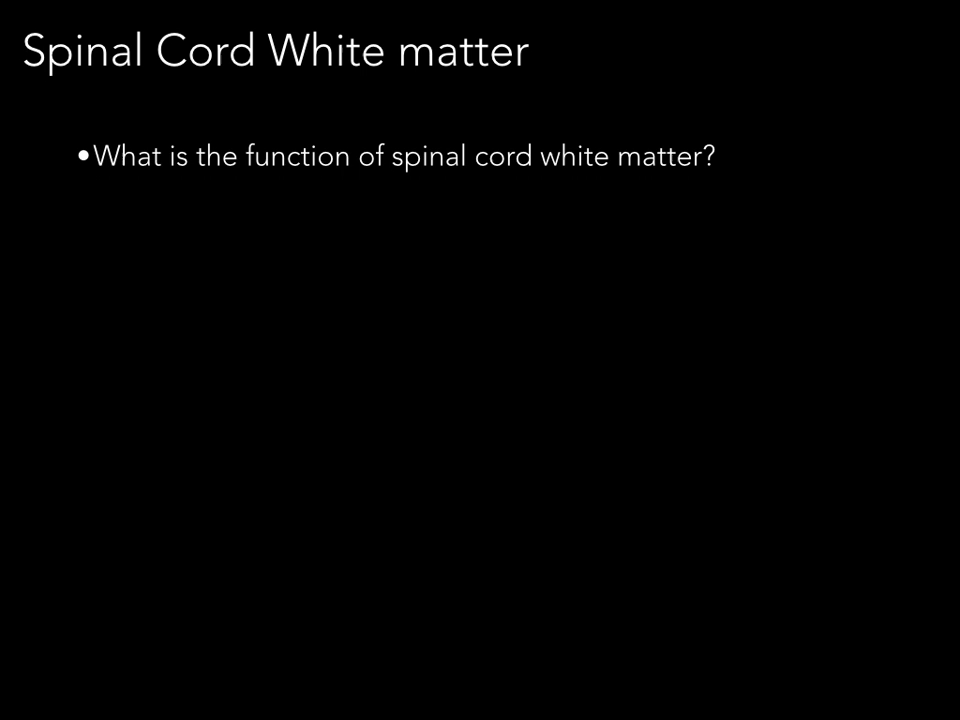 Spinal Cord White matter
•What is the function of spinal cord white matter?